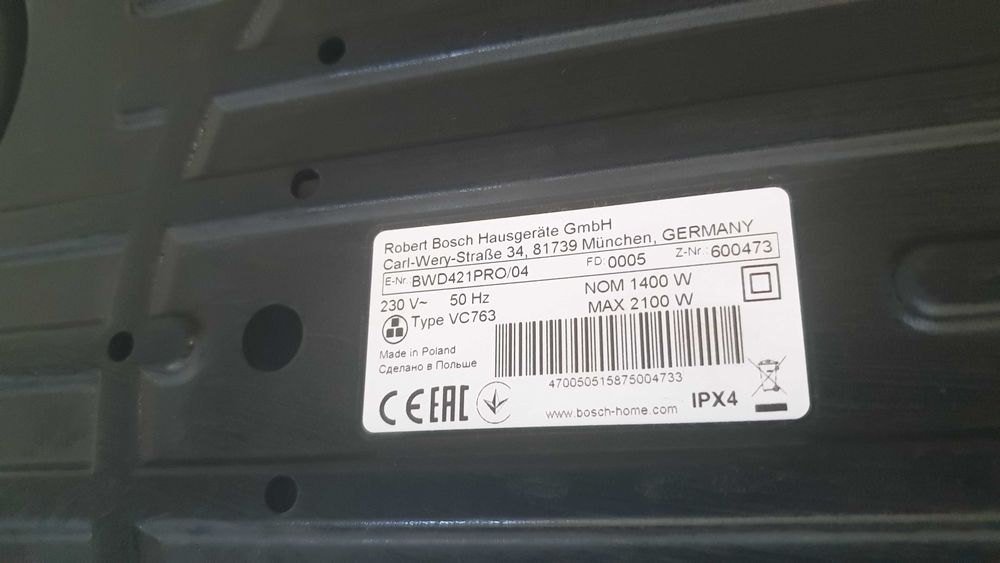 Robert Bosch Hausgeräte GmbH
Carl-Wery-Straße 34, 81739 München, GERMANY
E-Nr. BWD421PRO/04 FD: 0005 Z-Nr.: 600473
230 V~ 50 Hz NOM 1400 W
MAX 2100 W
Type VC763
Made in Poland
Сделано в Польше
470050515875004733
CE EAC www.bosch-home.com IPX4